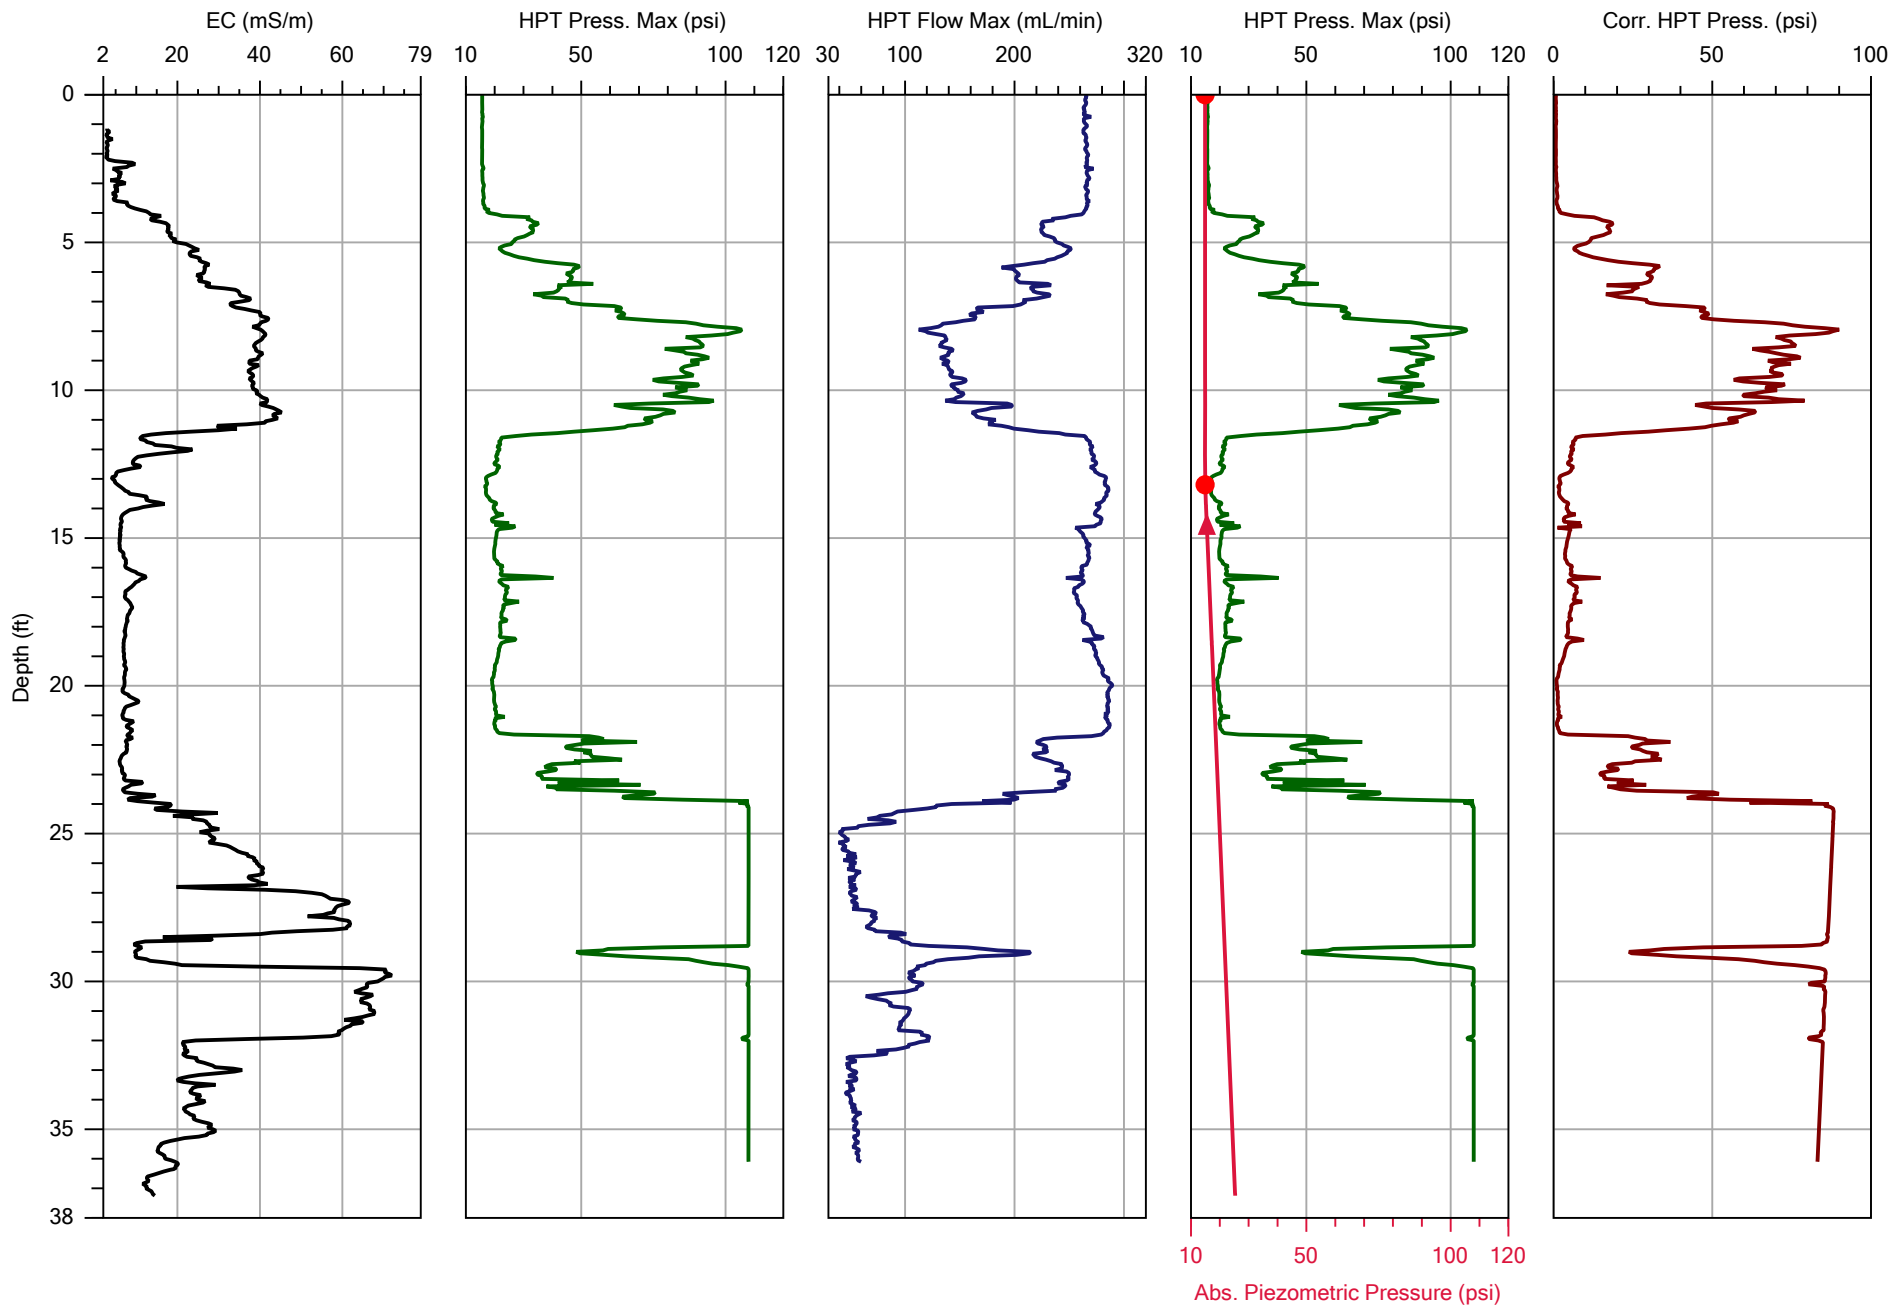 EC (mS/m) HPT Press. Max (psi) HPT Flow Max (mL/min) HPT Press. Max (psi) Corr. HPT Press. (psi)
2 20 40 60 79 10 50 100 120 30 100 200 320 10 50 100 120 0 50 100
0
5
10
15
20
25
30
35
38
Depth (ft)
10 50 100 120
Abs. Piezometric Pressure (psi)